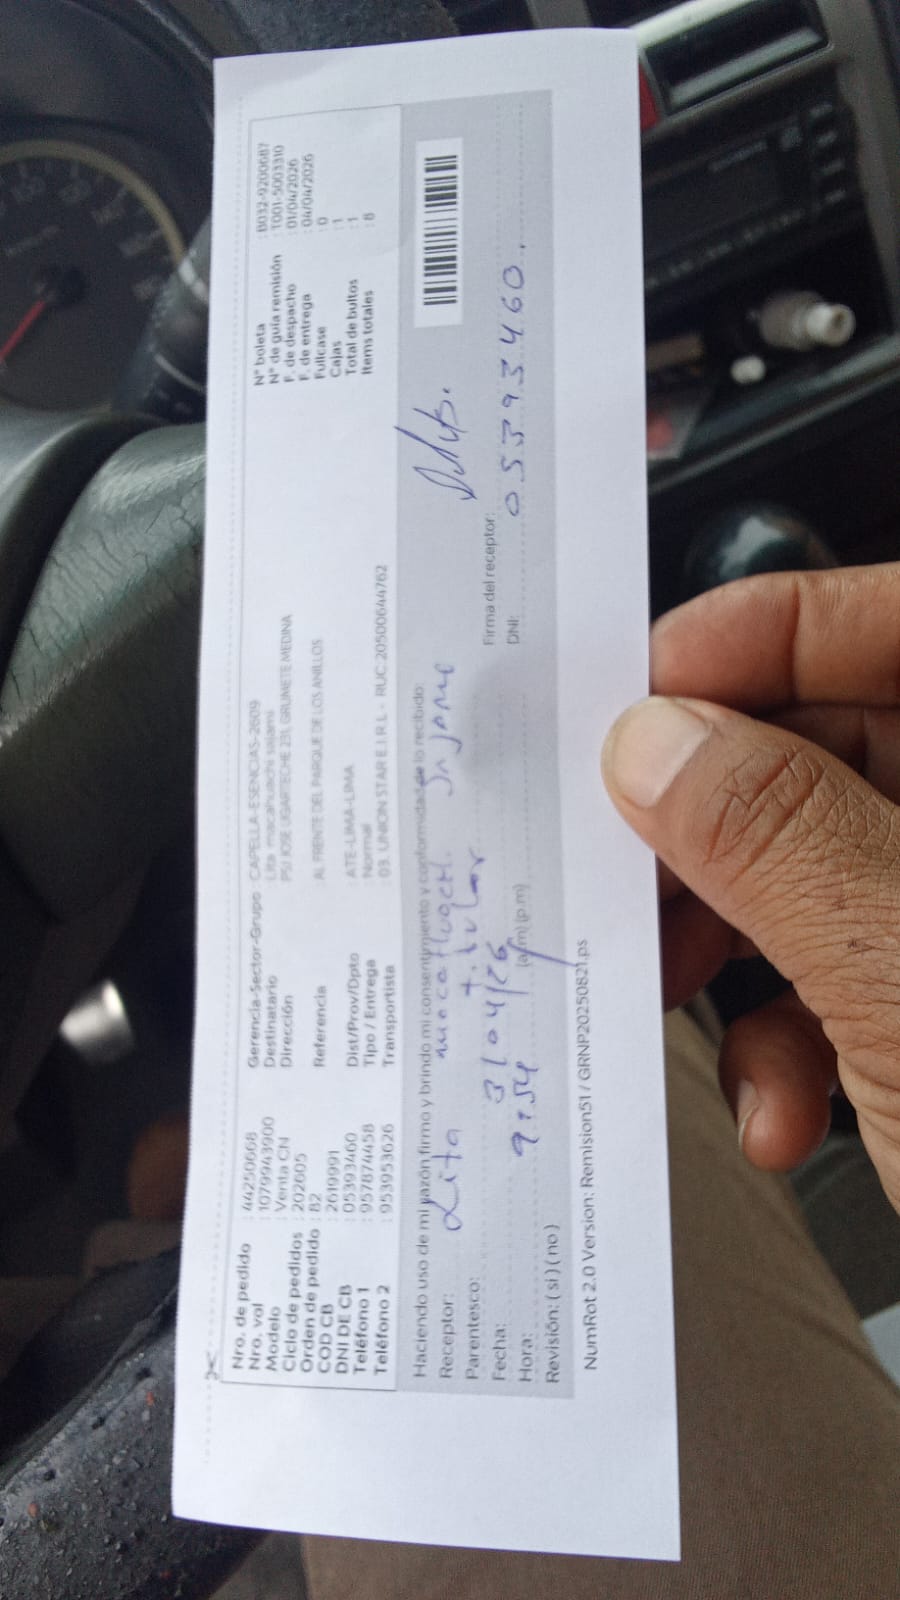 Nro. de pedido : 44250668
Nro. vol : 1079943900
Modelo : Venta CN
Ciclo de pedidos : 202605
Orden de pedido : 82
COD CB : 2619991
DNI DE CB : 05393460
Teléfono 1 : 957874458
Teléfono 2 : 953953626
Gerencia-Sector-Grupo CAPELLA-ESENCIAS-2609
Destinatario : Lita macahuachi sajami
Dirección : PSJ JOSE UGARTECHE 231, GRUMETE MEDINA
Referencia : AL FRENTE DEL PARQUE DE LOS ANILLOS
Dist/Prov/Dpto : ATE-LIMA-LIMA
Tipo / Entrega : Normal
Transportista : 03. UNION STAR E.I.R.L - RUC:20500644762
N° boleta : B032-9200687
N° de guía remisión : T001-5003310
F. de despacho : 01/04/2026
F. de entrega : 04/04/2026
Fullcase : 0
Cajas : 1
Total de bultos : 1
Items totales : 8
Haciendo uso de mi razón firmo y brindo mi consentimiento y conformidad de lo recibido:
Receptor: Lita
Parentesco: titular
Fecha: 3/04/26
Hora: 9:54 (a.m) (p.m)
Revisión: ( si ) ( no )
Firma del receptor:
DNI: 05393460.
NumRot 2.0 Version: Remision51 / GRNP20250821.ps